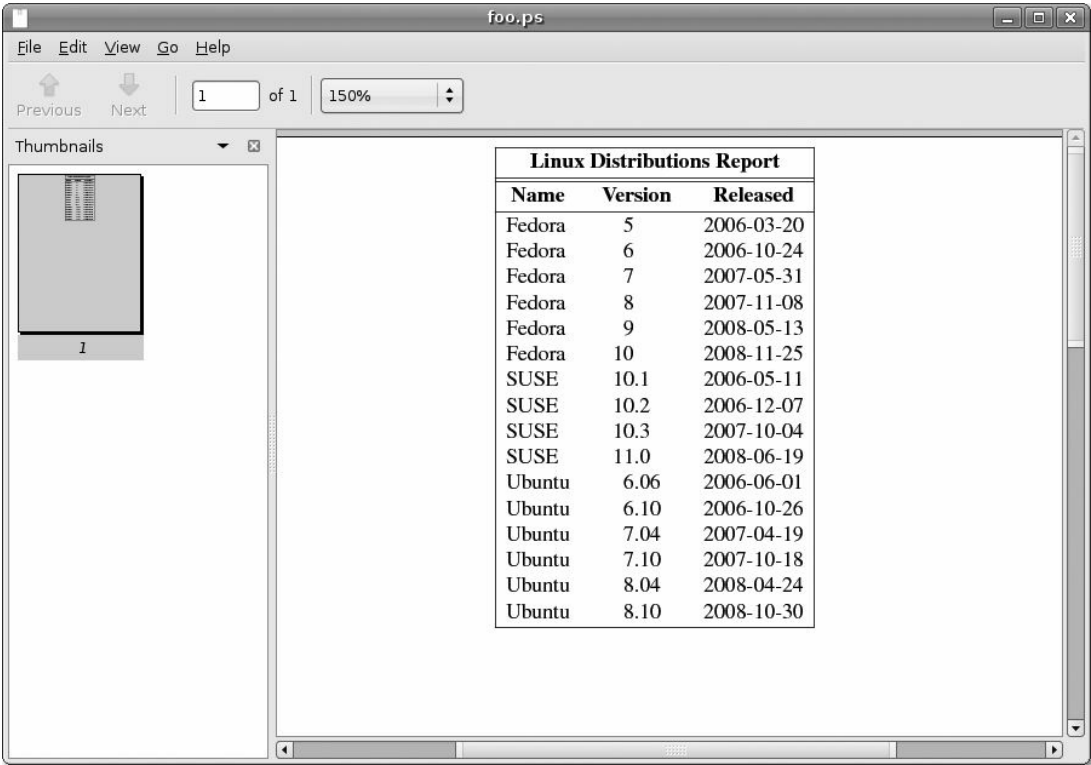 foo.ps
File Edit View Go Help
Previous Next 1 of 1 150%
Thumbnails
1
Linux Distributions Report
Name Version Released
Fedora 5 2006-03-20
Fedora 6 2006-10-24
Fedora 7 2007-05-31
Fedora 8 2007-11-08
Fedora 9 2008-05-13
Fedora 10 2008-11-25
SUSE 10.1 2006-05-11
SUSE 10.2 2006-12-07
SUSE 10.3 2007-10-04
SUSE 11.0 2008-06-19
Ubuntu 6.06 2006-06-01
Ubuntu 6.10 2006-10-26
Ubuntu 7.04 2007-04-19
Ubuntu 7.10 2007-10-18
Ubuntu 8.04 2008-04-24
Ubuntu 8.10 2008-10-30